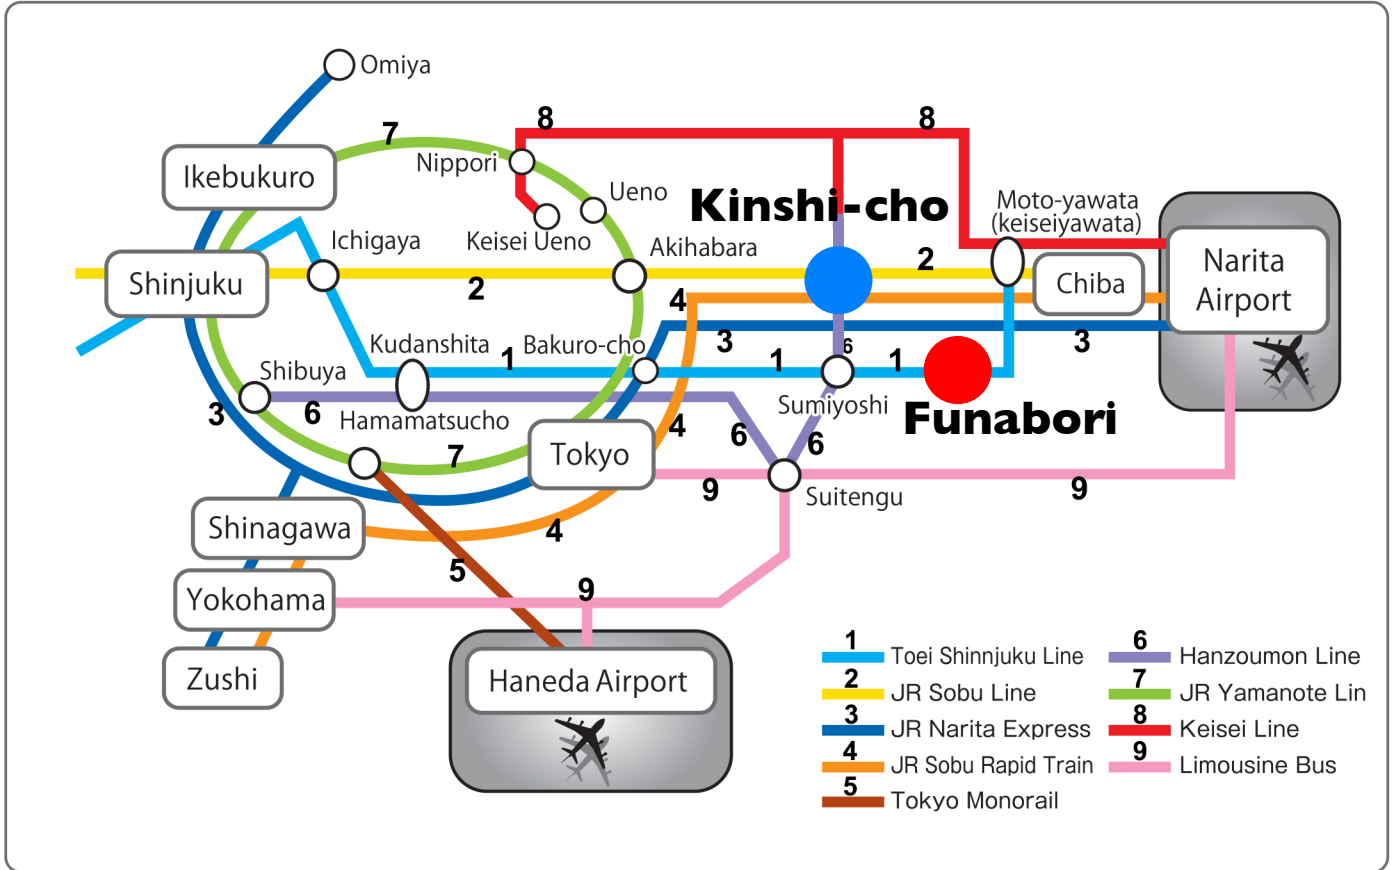 Omiya
7
8
8
Ikebukuro
Nippori
Ueno
Kinshi-cho
Moto-yawata
(keiseiyawata)
Keisei Ueno
Ichigaya
Akihabara
Shinjuku
2
2
Chiba
Narita
Airport
4
Kudanshita
1
Bakuro-cho
3
1
6
1
3
Shibuya
3
6
Hamamatsucho
Sumiyoshi
Funabori
7
Tokyo
4
6
6
9
Suitengu
9
Shinagawa
4
5
Yokohama
9
Zushi
Haneda Airport
1
Toei Shinnjuku Line
2
JR Sobu Line
3
JR Narita Express
4
JR Sobu Rapid Train
5
Tokyo Monorail
6
Hanzoumon Line
7
JR Yamanote Lin
8
Keisei Line
9
Limousine Bus